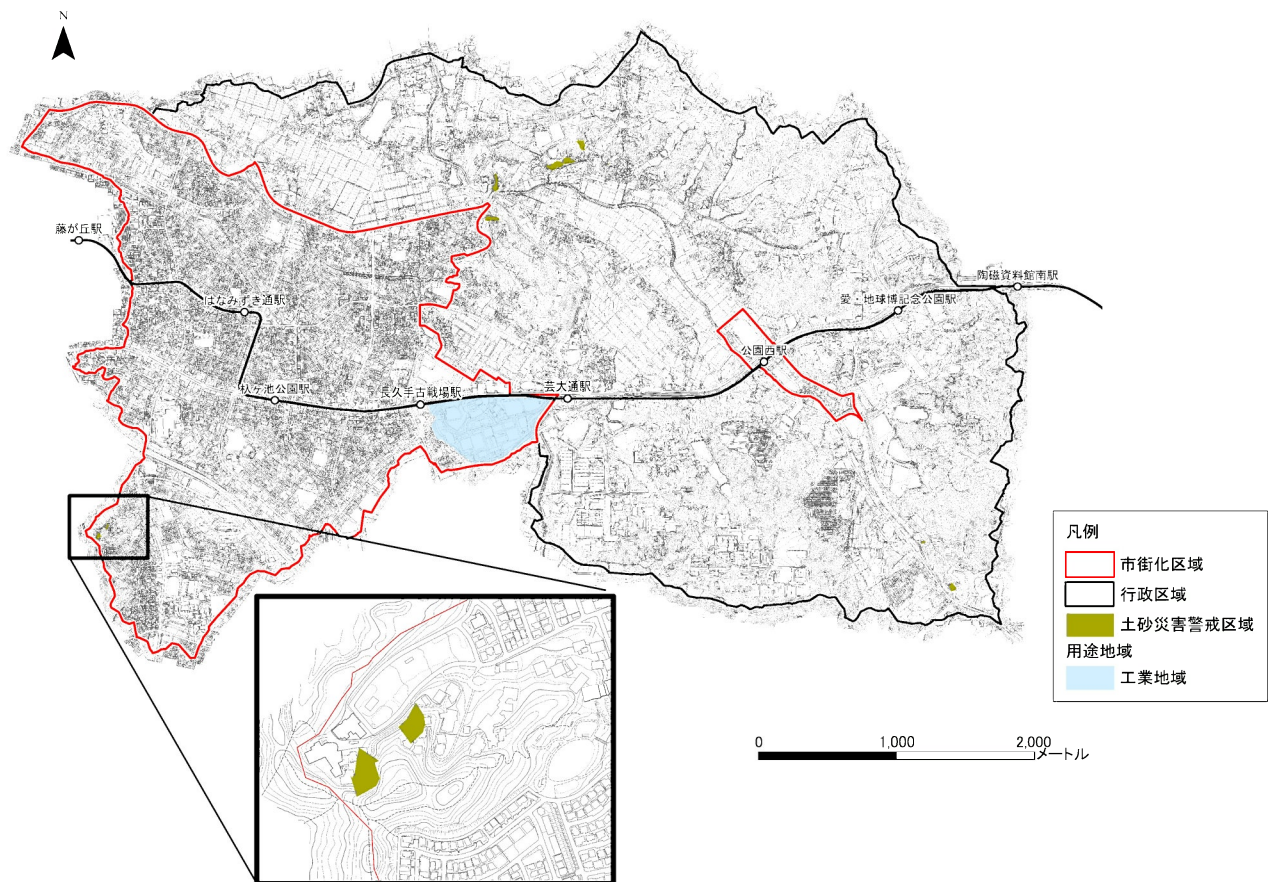 N
藤が丘駅
はなみずき通駅
杁ヶ池公園駅
長久手古戦場駅
芸大通駅
公園西駅
愛・地球博記念公園駅
陶磁資料館南駅
凡例
市街化区域
行政区域
土砂災害警戒区域
用途地域
工業地域
0 1,000 2,000
メートル